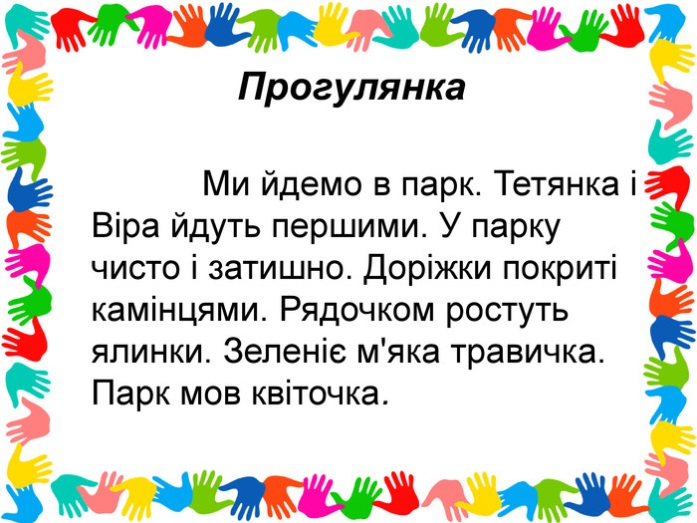 Прогулянка
Ми йдемо в парк. Тетянка і
Віра йдуть першими. У парку
чисто і затишно. Доріжки покриті
камінцями. Рядочком ростуть
ялинки. Зеленіє м'яка травичка.
Парк мов квіточка.